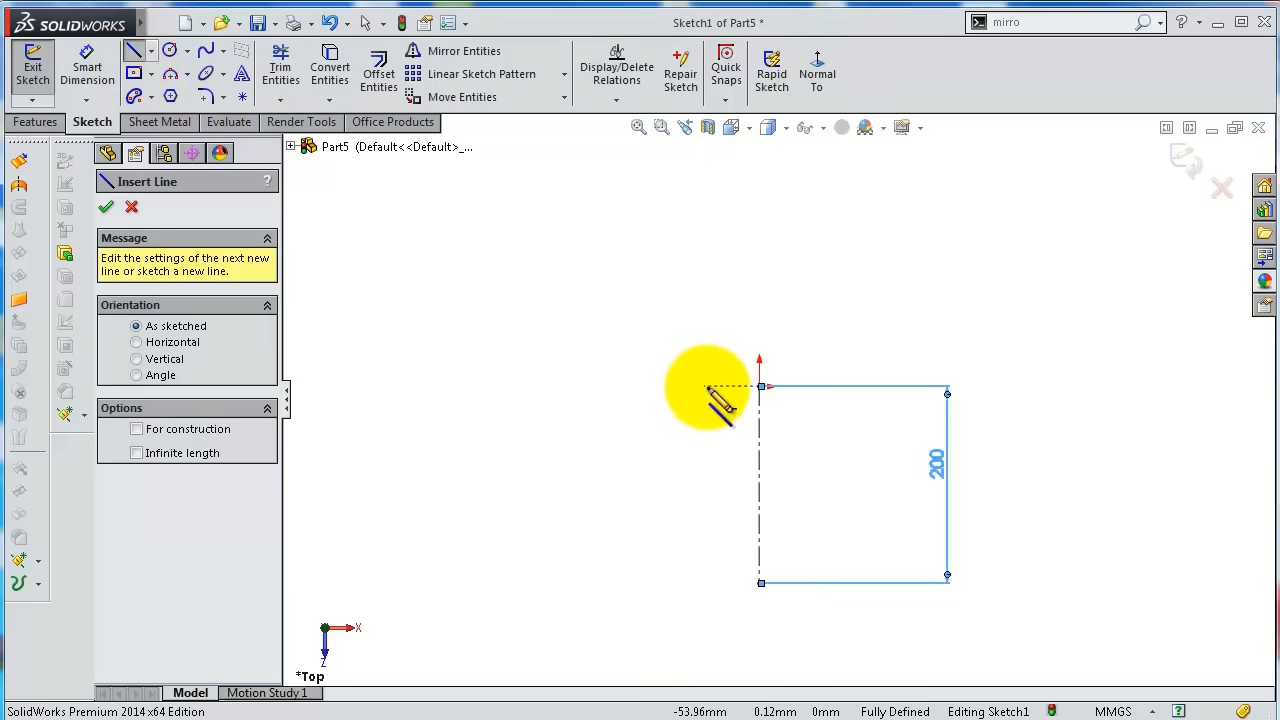 SOLIDWORKS
Sketch1 of Part5 *
mirro
Exit Sketch
Smart Dimension
Trim Entities
Convert Entities
Offset Entities
Mirror Entities
Linear Sketch Pattern
Move Entities
Display/Delete Relations
Repair Sketch
Quick Snaps
Rapid Sketch
Normal To
Features
Sketch
Sheet Metal
Evaluate
Render Tools
Office Products
Part5 (Default<<Default>_...
Insert Line
?
Message
Edit the settings of the next new
line or sketch a new line.
Orientation
As sketched
Horizontal
Vertical
Angle
Options
For construction
Infinite length
200
X
Z
*Top
Model
Motion Study 1
SolidWorks Premium 2014 x64 Edition
-53.96mm
0.12mm
0mm
Fully Defined
Editing Sketch1
MMGS
?